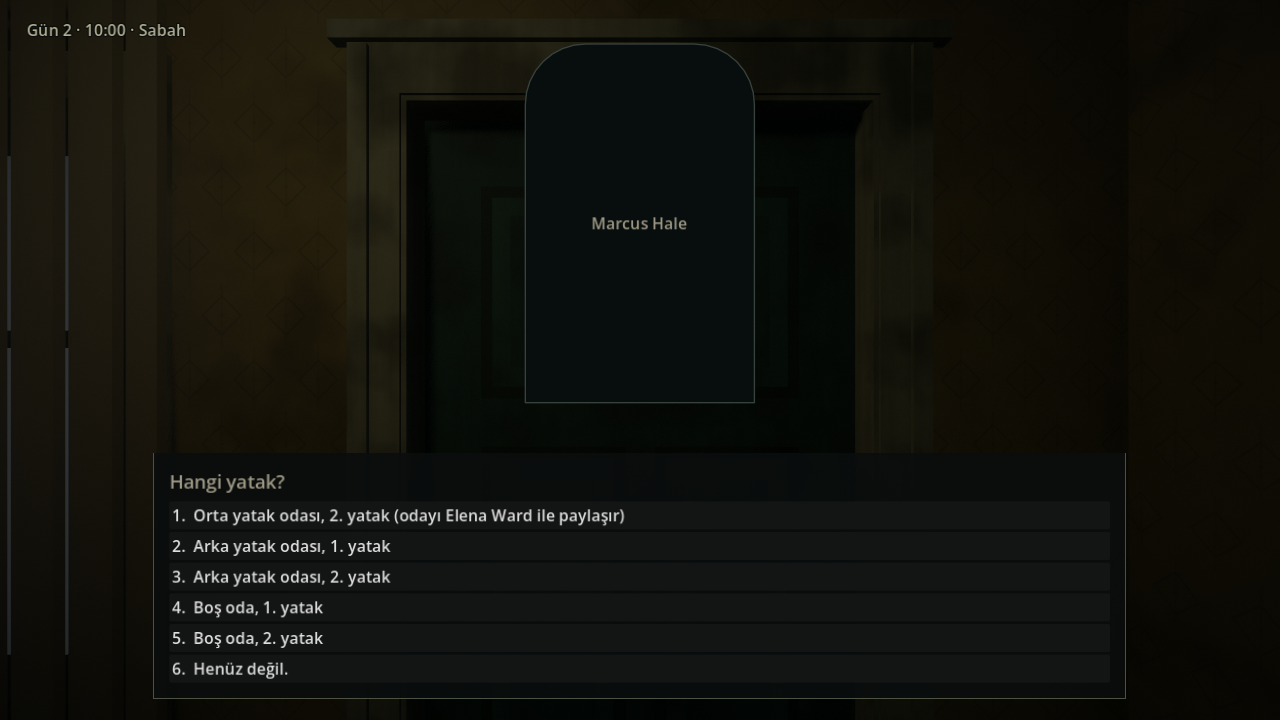 Gün 2 · 10:00 · Sabah
Marcus Hale
Hangi yatak?
1. Orta yatak odası, 2. yatak (odayı Elena Ward ile paylaşır)
2. Arka yatak odası, 1. yatak
3. Arka yatak odası, 2. yatak
4. Boş oda, 1. yatak
5. Boş oda, 2. yatak
6. Henüz değil.